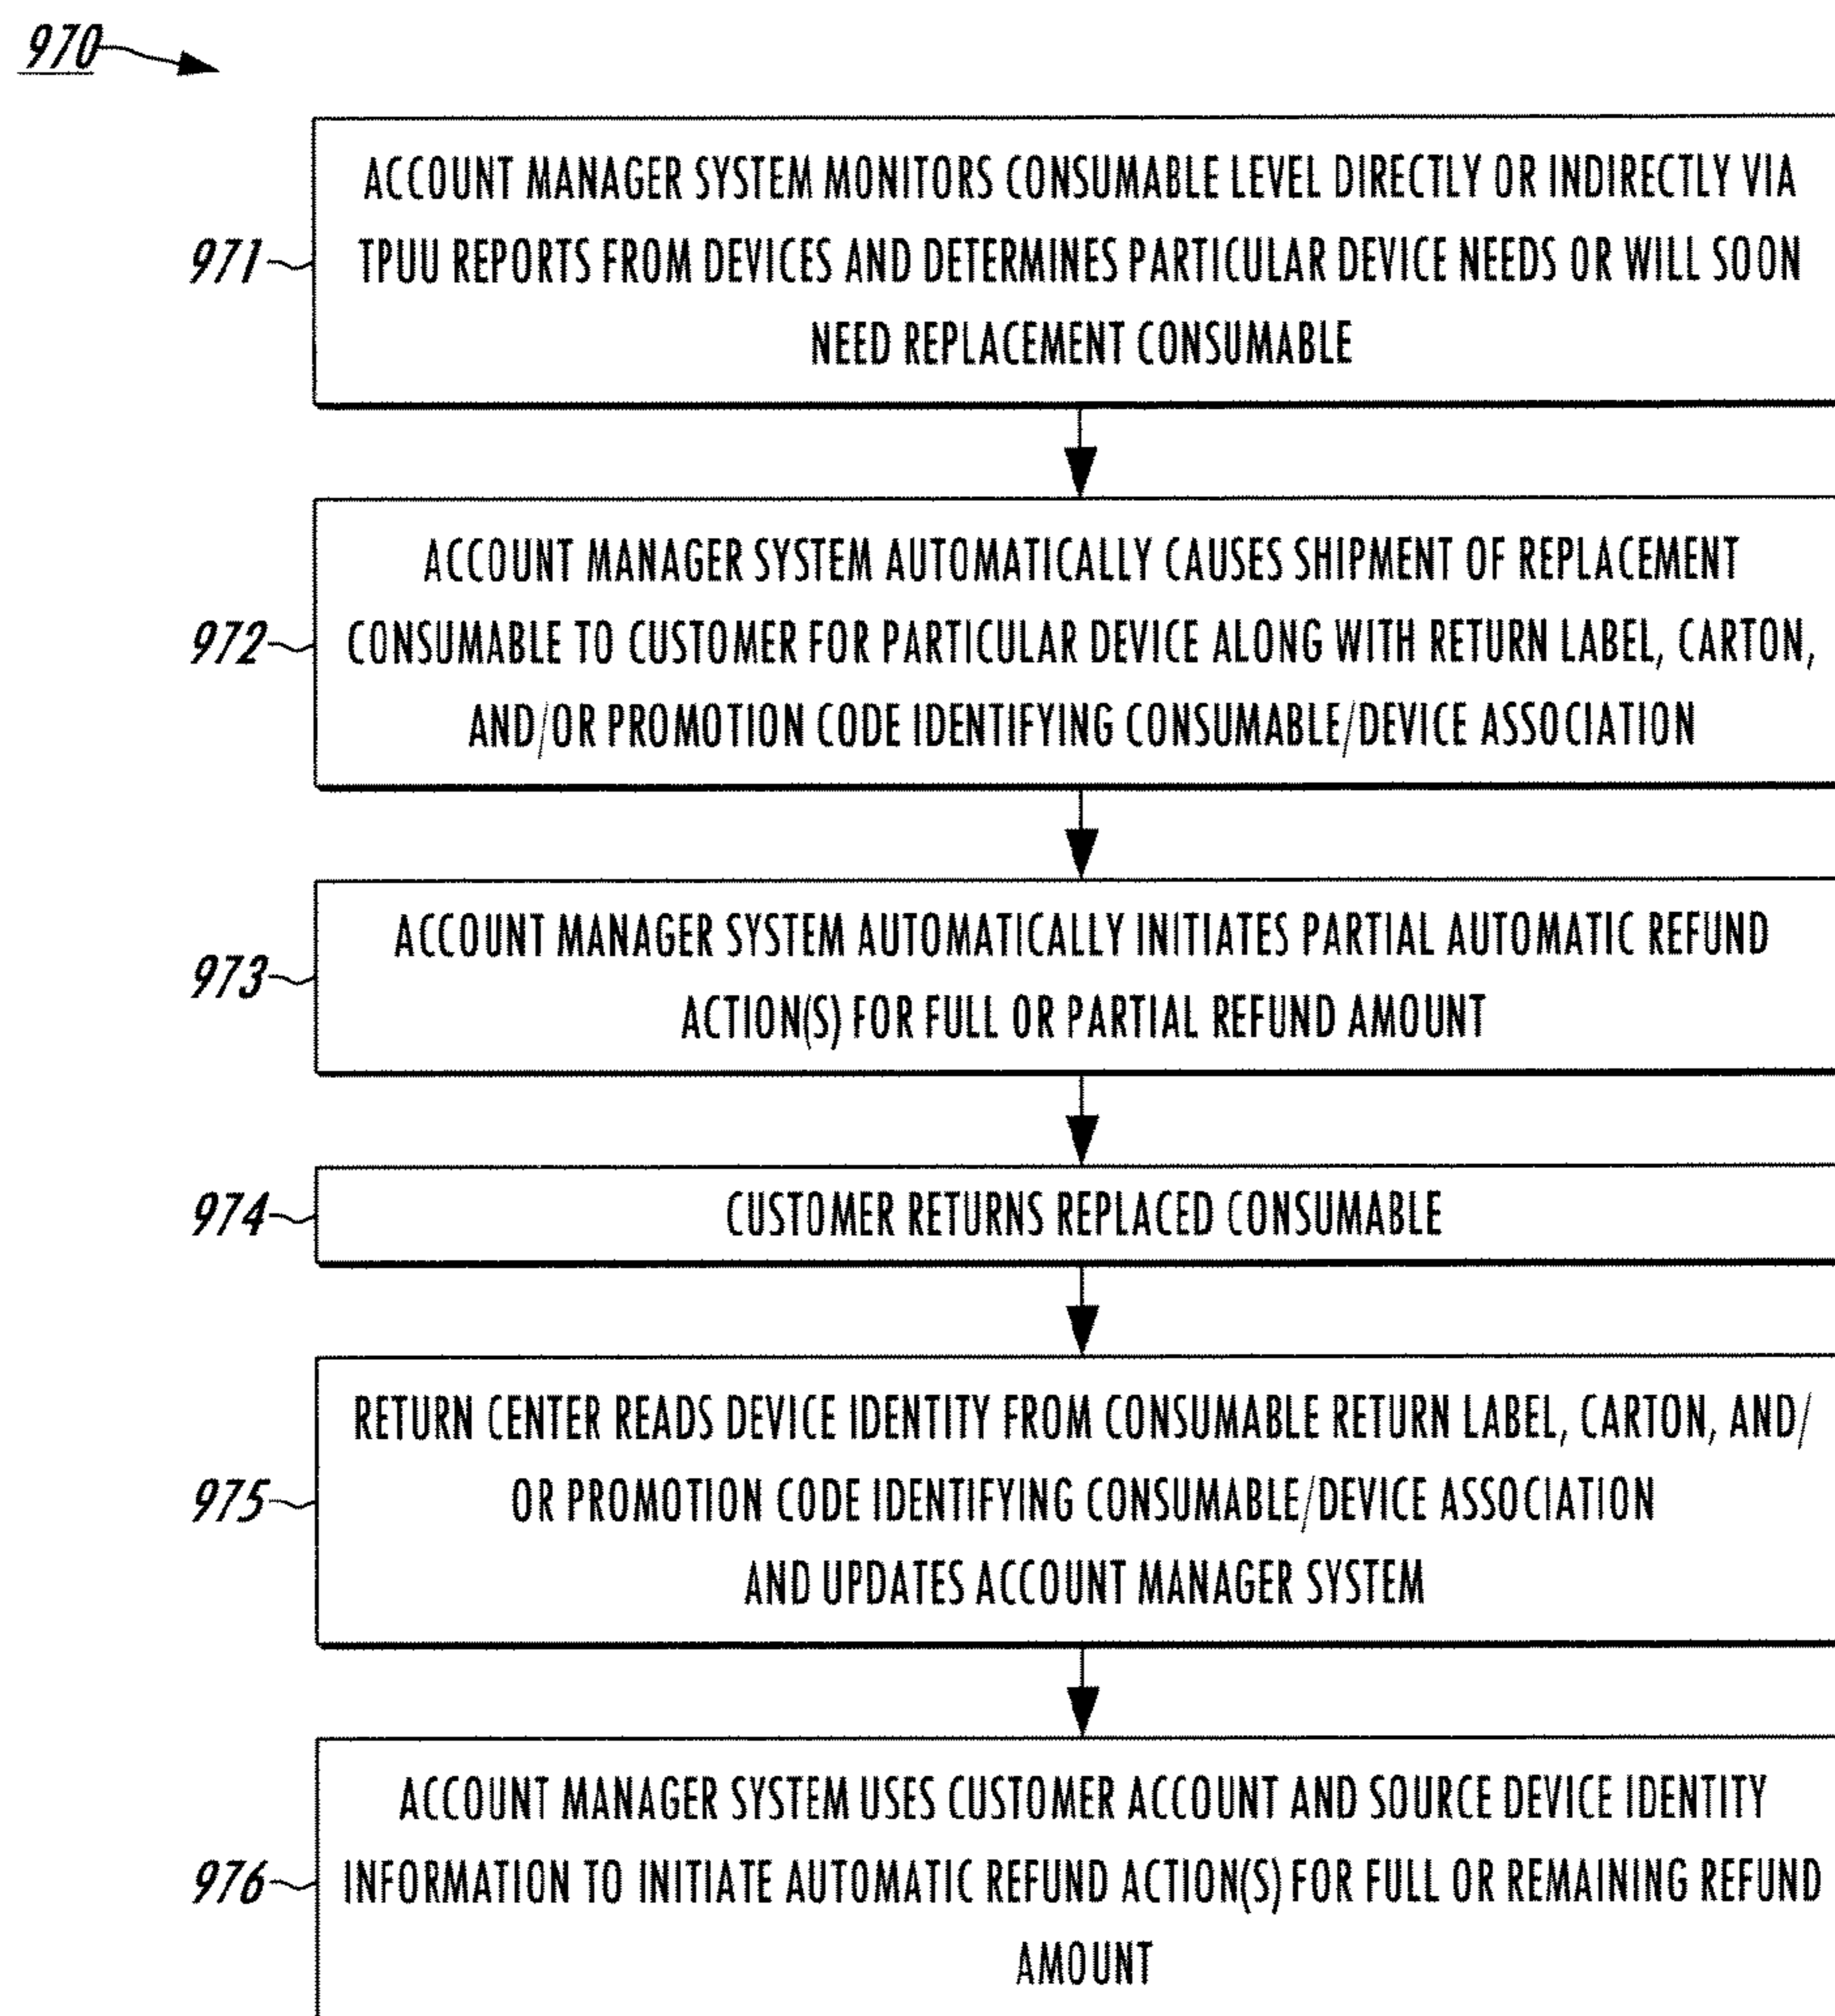 970
ACCOUNT MANAGER SYSTEM MONITORS CONSUMABLE LEVEL DIRECTLY OR INDIRECTLY VIA
971 TPUU REPORTS FROM DEVICES AND DETERMINES PARTICULAR DEVICE NEEDS OR WILL SOON
NEED REPLACEMENT CONSUMABLE
ACCOUNT MANAGER SYSTEM AUTOMATICALLY CAUSES SHIPMENT OF REPLACEMENT
972 CONSUMABLE TO CUSTOMER FOR PARTICULAR DEVICE ALONG WITH RETURN LABEL, CARTON,
AND/OR PROMOTION CODE IDENTIFYING CONSUMABLE/DEVICE ASSOCIATION
ACCOUNT MANAGER SYSTEM AUTOMATICALLY INITIATES PARTIAL AUTOMATIC REFUND
973
ACTION(S) FOR FULL OR PARTIAL REFUND AMOUNT
974 CUSTOMER RETURNS REPLACED CONSUMABLE
RETURN CENTER READS DEVICE IDENTITY FROM CONSUMABLE RETURN LABEL, CARTON, AND/
975 OR PROMOTION CODE IDENTIFYING CONSUMABLE/DEVICE ASSOCIATION
AND UPDATES ACCOUNT MANAGER SYSTEM
ACCOUNT MANAGER SYSTEM USES CUSTOMER ACCOUNT AND SOURCE DEVICE IDENTITY
976 INFORMATION TO INITIATE AUTOMATIC REFUND ACTION(S) FOR FULL OR REMAINING REFUND
AMOUNT